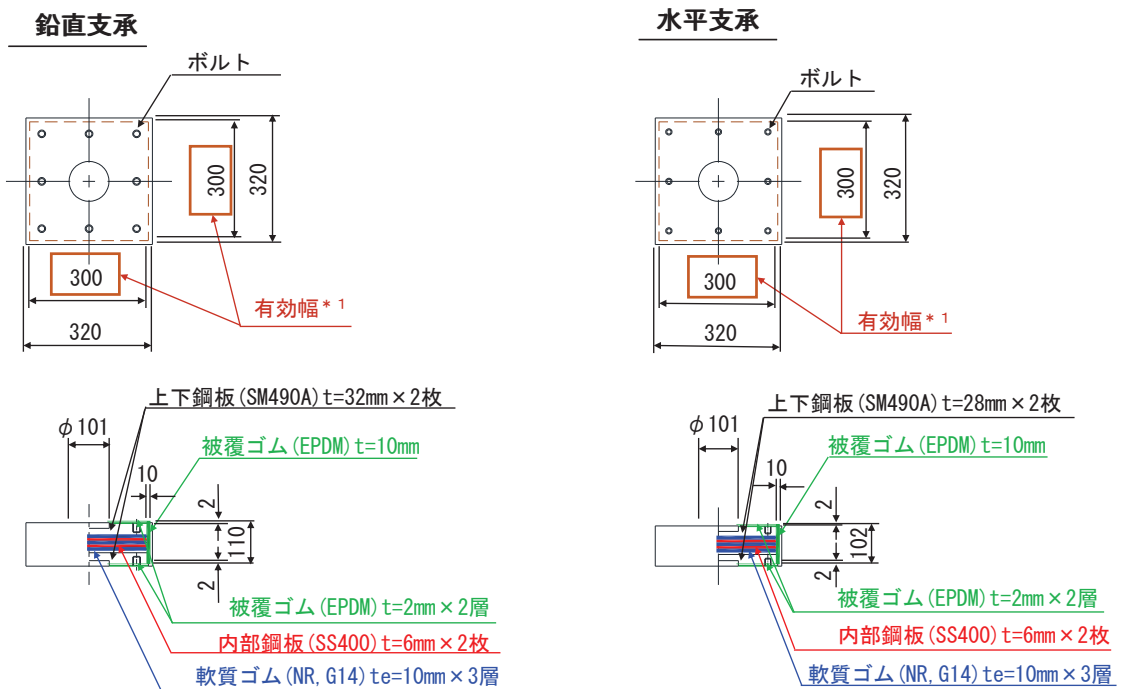 鉛直支承
ボルト
300
320
300
有効幅*1
320
上下鋼板(SM490A)t=32mm×2枚
φ101
被覆ゴム(EPDM)t=10mm
10
2
110
2
被覆ゴム(EPDM)t=2mm×2層
内部鋼板(SS400)t=6mm×2枚
軟質ゴム(NR,G14)te=10mm×3層
水平支承
ボルト
300
320
300
有効幅*1
320
上下鋼板(SM490A)t=28mm×2枚
φ101
被覆ゴム(EPDM)t=10mm
10
2
102
2
被覆ゴム(EPDM)t=2mm×2層
内部鋼板(SS400)t=6mm×2枚
軟質ゴム(NR,G14)te=10mm×3層